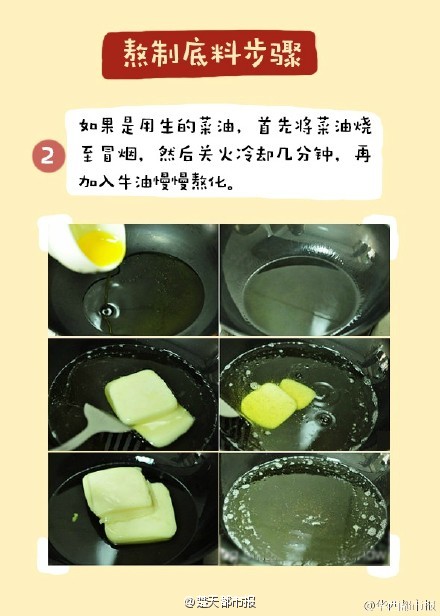 熬制底料步骤
如果是用生的菜油，首先将菜油烧
2
至冒烟，然后关火冷却几分钟，再
加入牛油慢慢熬化。
@楚天都市报
@华西都市报